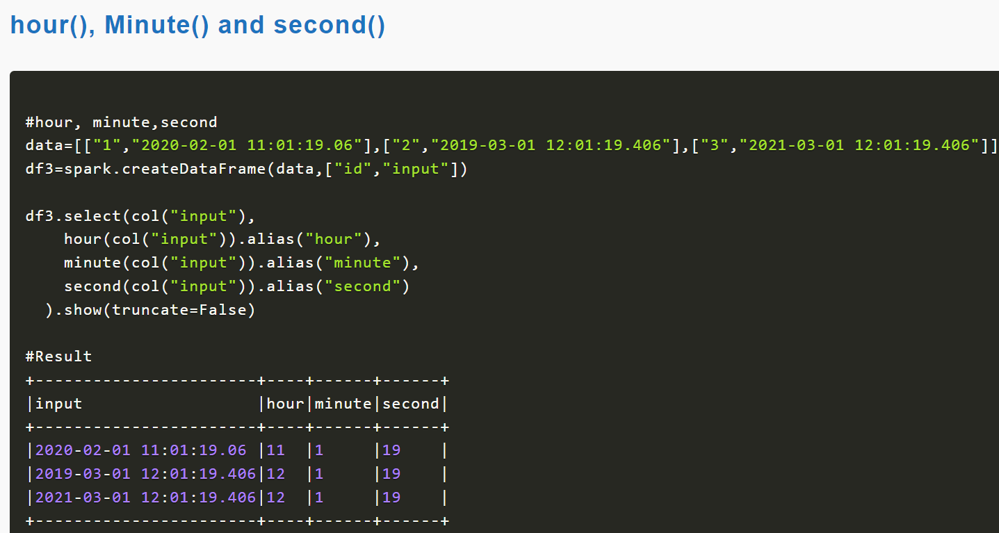 hour(), Minute() and second()
#hour, minute,second
data=[["1","2020-02-01 11:01:19.06"],["2","2019-03-01 12:01:19.406"],["3","2021-03-01 12:01:19.406"]]
df3=spark.createDataFrame(data,["id","input"])
df3.select(col("input"),
    hour(col("input")).alias("hour"),
    minute(col("input")).alias("minute"),
    second(col("input")).alias("second")
  ).show(truncate=False)
#Result
+-----------------------+----+------+------+
|input                  |hour|minute|second|
+-----------------------+----+------+------+
|2020-02-01 11:01:19.06 |11  |1     |19    |
|2019-03-01 12:01:19.406|12  |1     |19    |
|2021-03-01 12:01:19.406|12  |1     |19    |
+-----------------------+----+------+------+